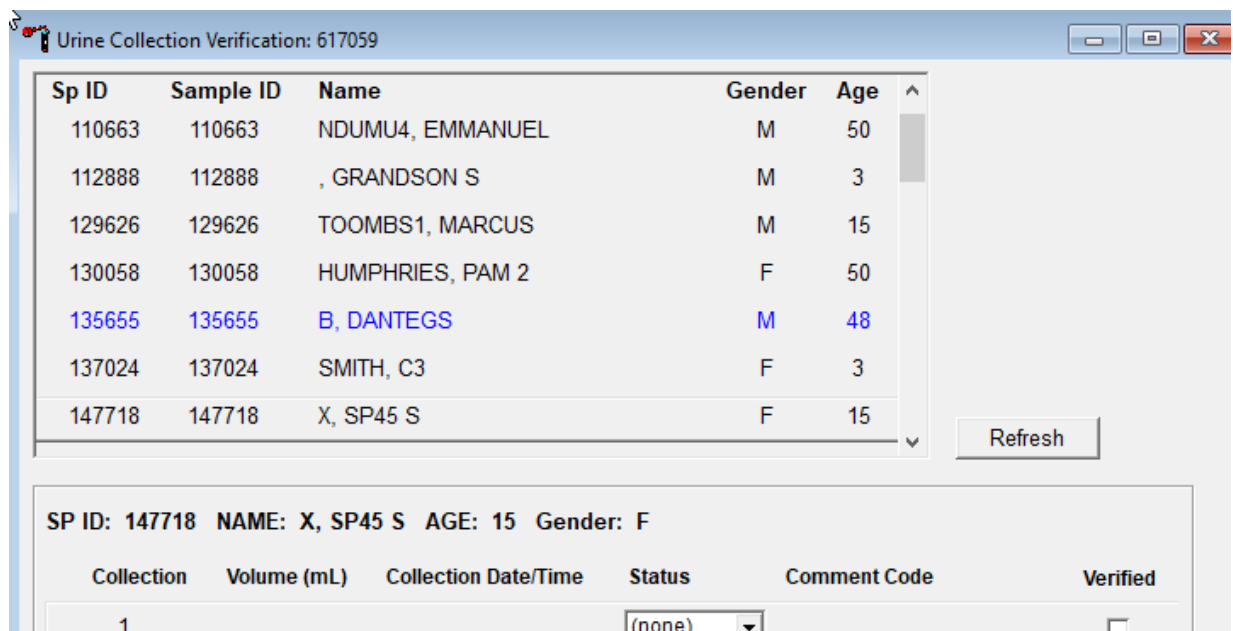 Urine Collection Verification: 617059
Sp ID Sample ID Name Gender Age
110663 110663 NDUMU4, EMMANUEL M 50
112888 112888 , GRANDSON S M 3
129626 129626 TOOMBS1, MARCUS M 15
130058 130058 HUMPHRIES, PAM 2 F 50
135655 135655 B, DANTEGS M 48
137024 137024 SMITH, C3 F 3
147718 147718 X, SP45 S F 15
Refresh
SP ID: 147718 NAME: X, SP45 S AGE: 15 Gender: F
Collection Volume (mL) Collection Date/Time Status Comment Code Verified
1 (none)